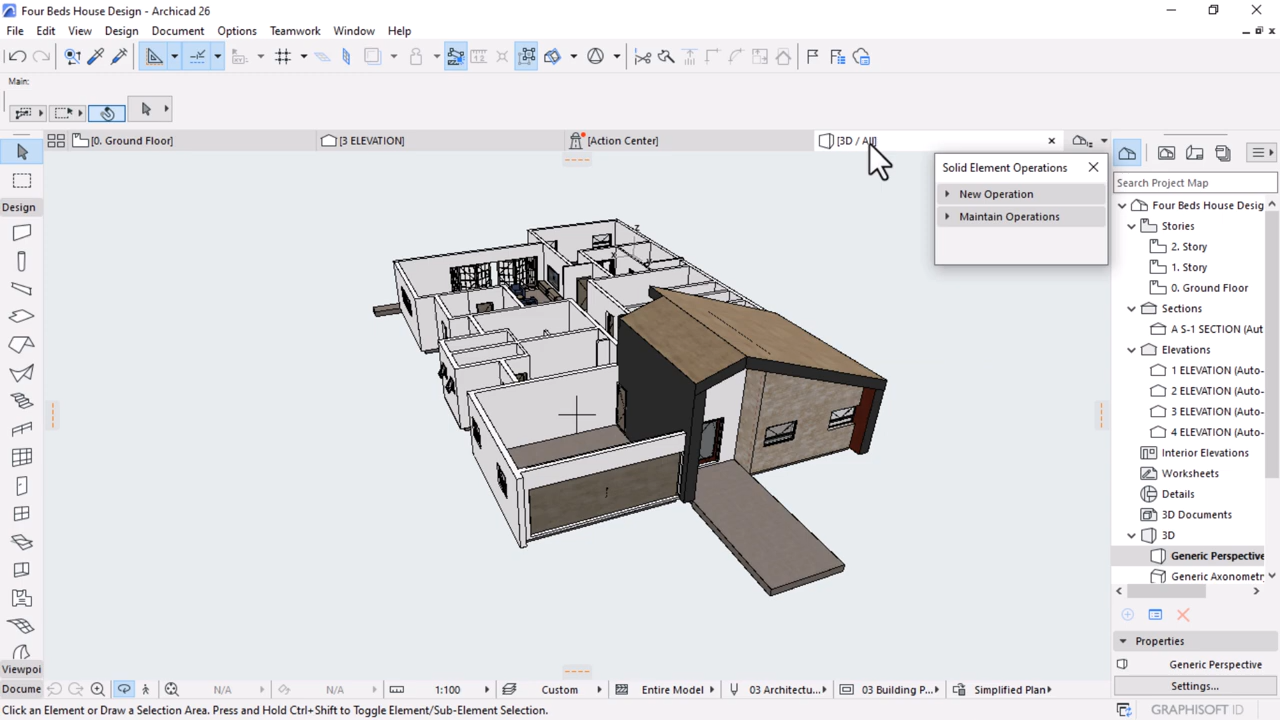 Four Beds House Design - Archicad 26
File Edit View Design Document Options Teamwork Window Help
Main:
[0. Ground Floor]
[3 ELEVATION]
[Action Center]
[3D / All]
Solid Element Operations
New Operation
Maintain Operations
Search Project Map
Four Beds House Desig
Stories
2. Story
1. Story
0. Ground Floor
Sections
A S-1 SECTION (Aut
Elevations
1 ELEVATION (Auto-
2 ELEVATION (Auto-
3 ELEVATION (Auto-
4 ELEVATION (Auto-
Interior Elevations
Worksheets
Details
3D Documents
3D
Generic Perspective
Generic Axonometr
Properties
Generic Perspective
Settings...
Design
Viewpoi
Docume
N/A
N/A
1:100
Custom
Entire Model
03 Architectu...
03 Building P...
Simplified Plan
Click an Element or Draw a Selection Area. Press and Hold Ctrl+Shift to Toggle Element/Sub-Element Selection.
GRAPHISOFT ID